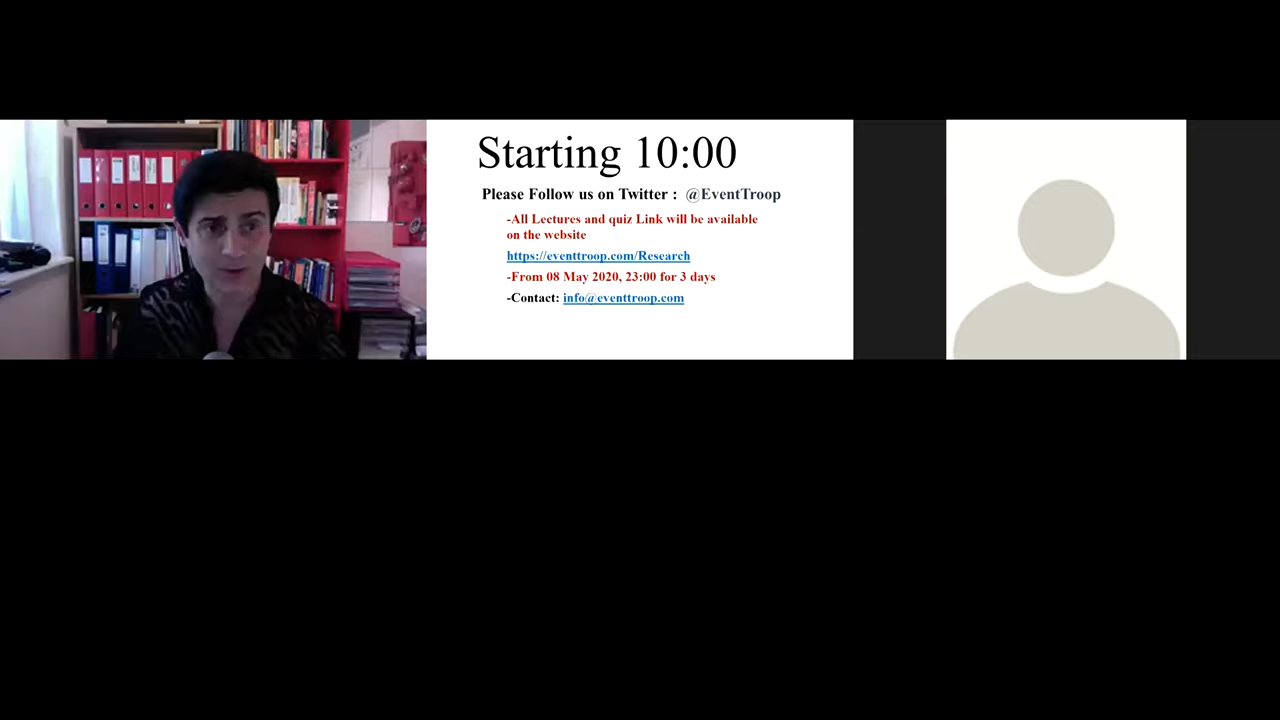 Starting 10:00
Please Follow us on Twitter : @EventTroop
-All Lectures and quiz Link will be available
on the website
https://eventtroop.com/Research
-From 08 May 2020, 23:00 for 3 days
-Contact: info@eventtroop.com